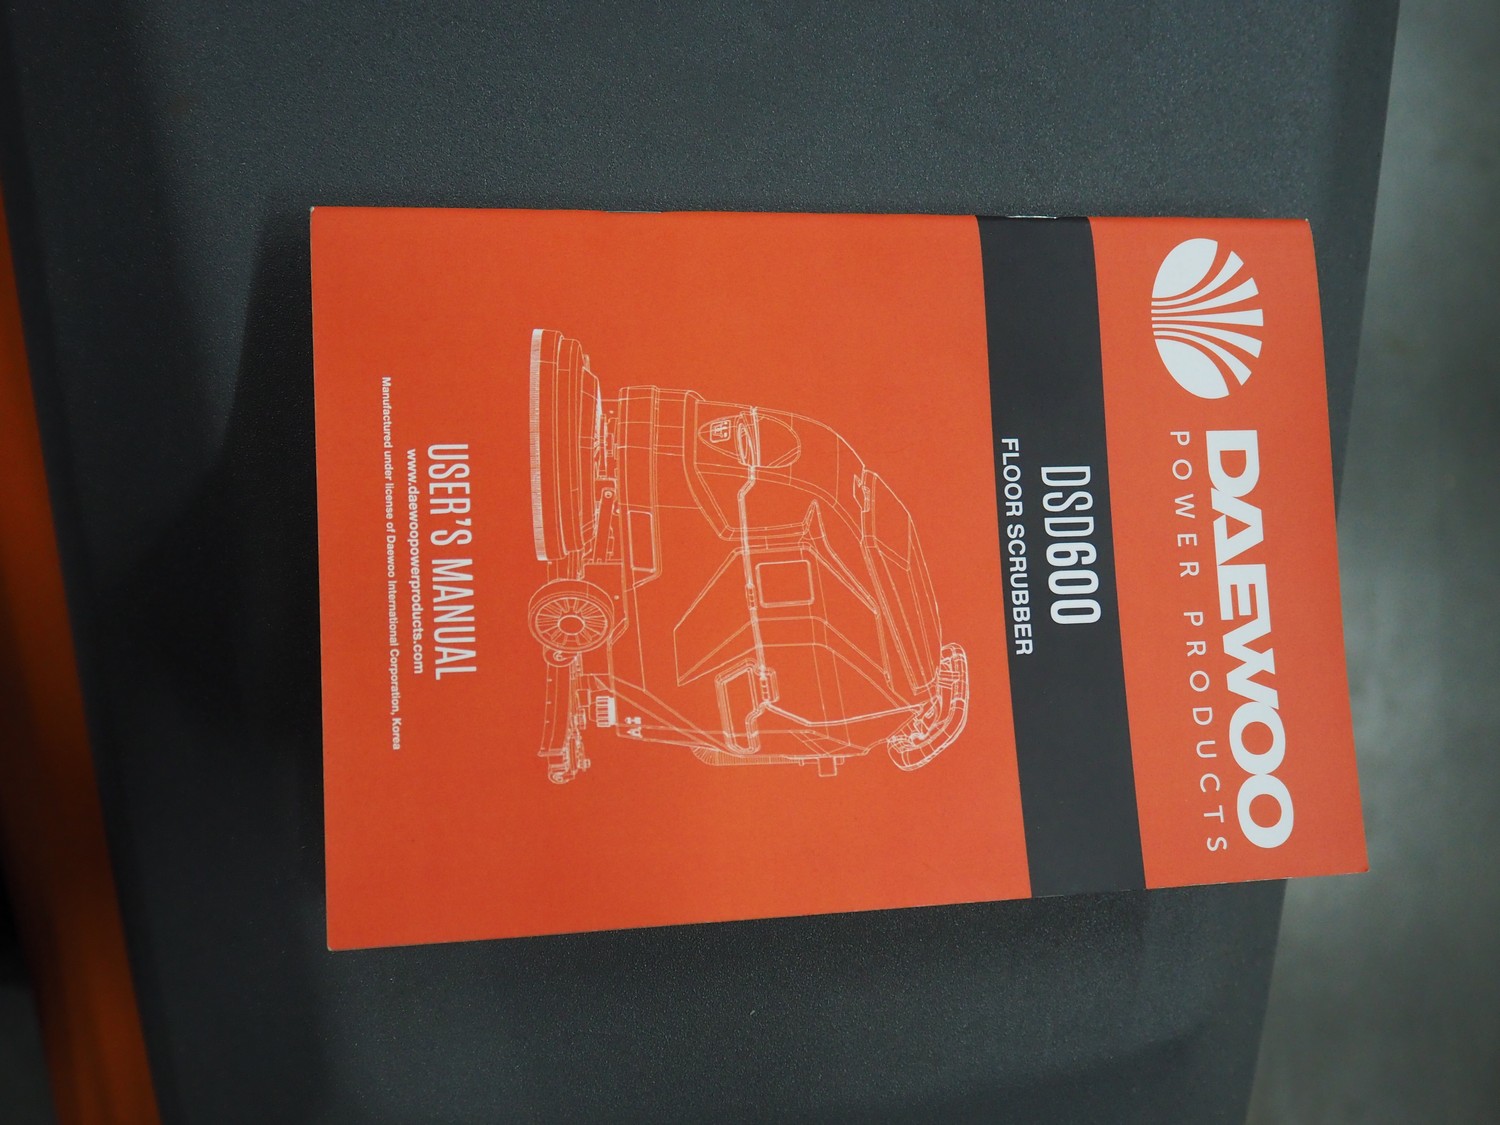 DAEWOO
POWER PRODUCTS
DSD600
FLOOR SCRUBBER
USER'S MANUAL
www.daewoopowerproducts.com
Manufactured under license of Daewoo International Corporation, Korea